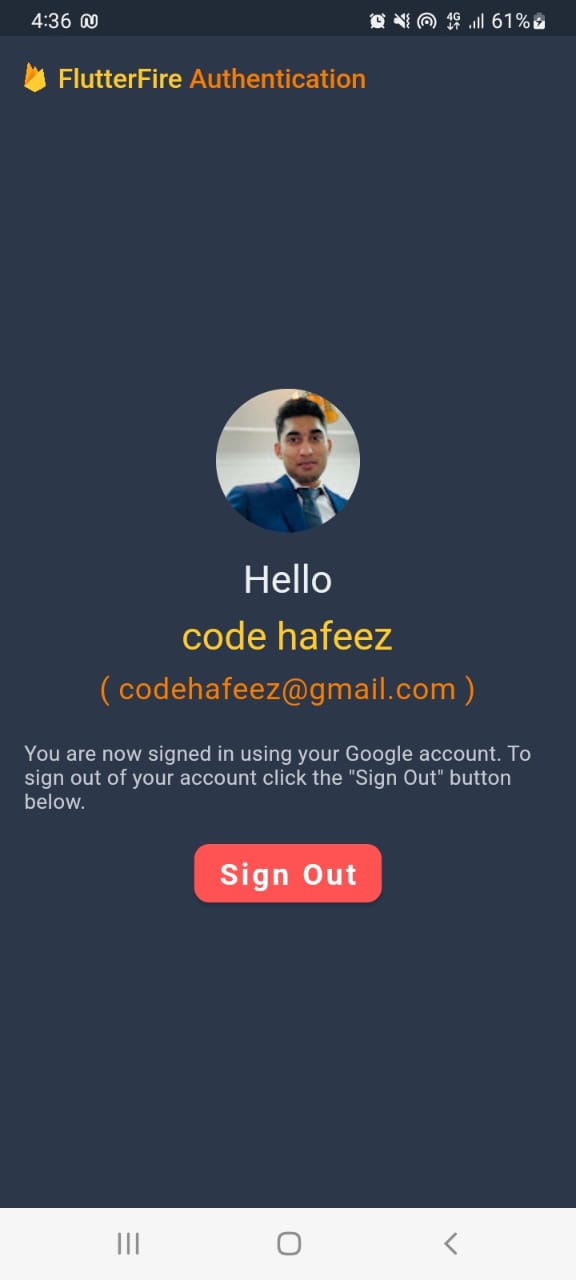 4:36 4G 61%
FlutterFire Authentication
Hello
code hafeez
( codehafeez@gmail.com )
You are now signed in using your Google account. To
sign out of your account click the "Sign Out" button
below.
Sign Out